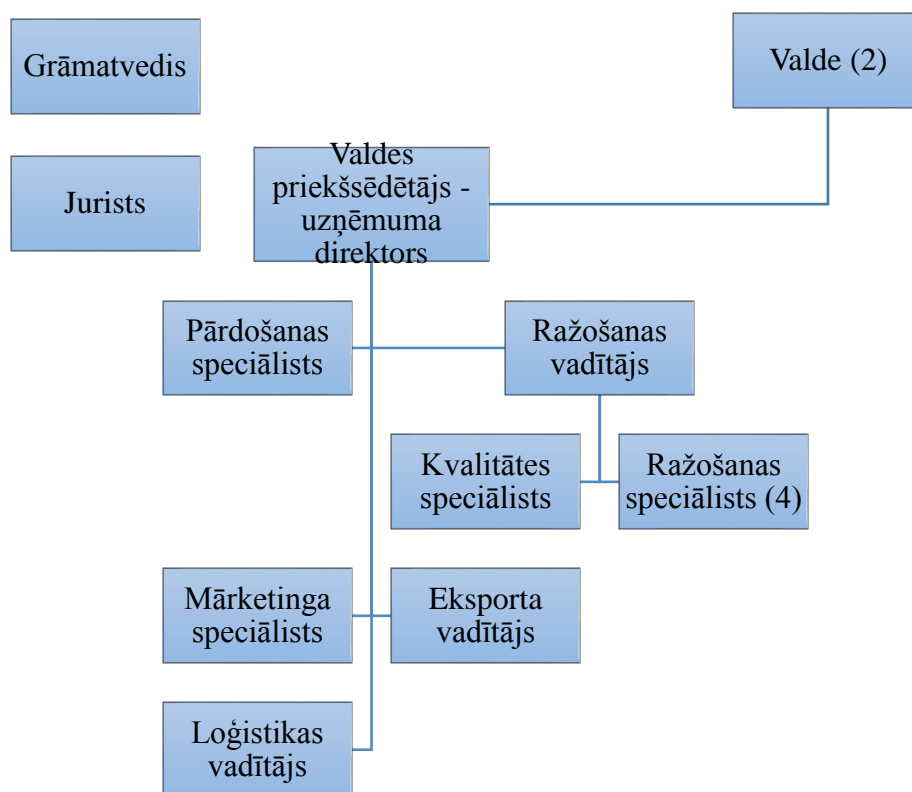 Grāmatvedis
Valde (2)
Jurists
Valdes
priekšsēdētājs -
uzņēmuma
direktors
Pārdošanas
speciālists
Ražošanas
vadītājs
Kvalitātes
speciālists
Ražošanas
speciālists (4)
Mārketinga
speciālists
Eksporta
vadītājs
Loģistikas
vadītājs